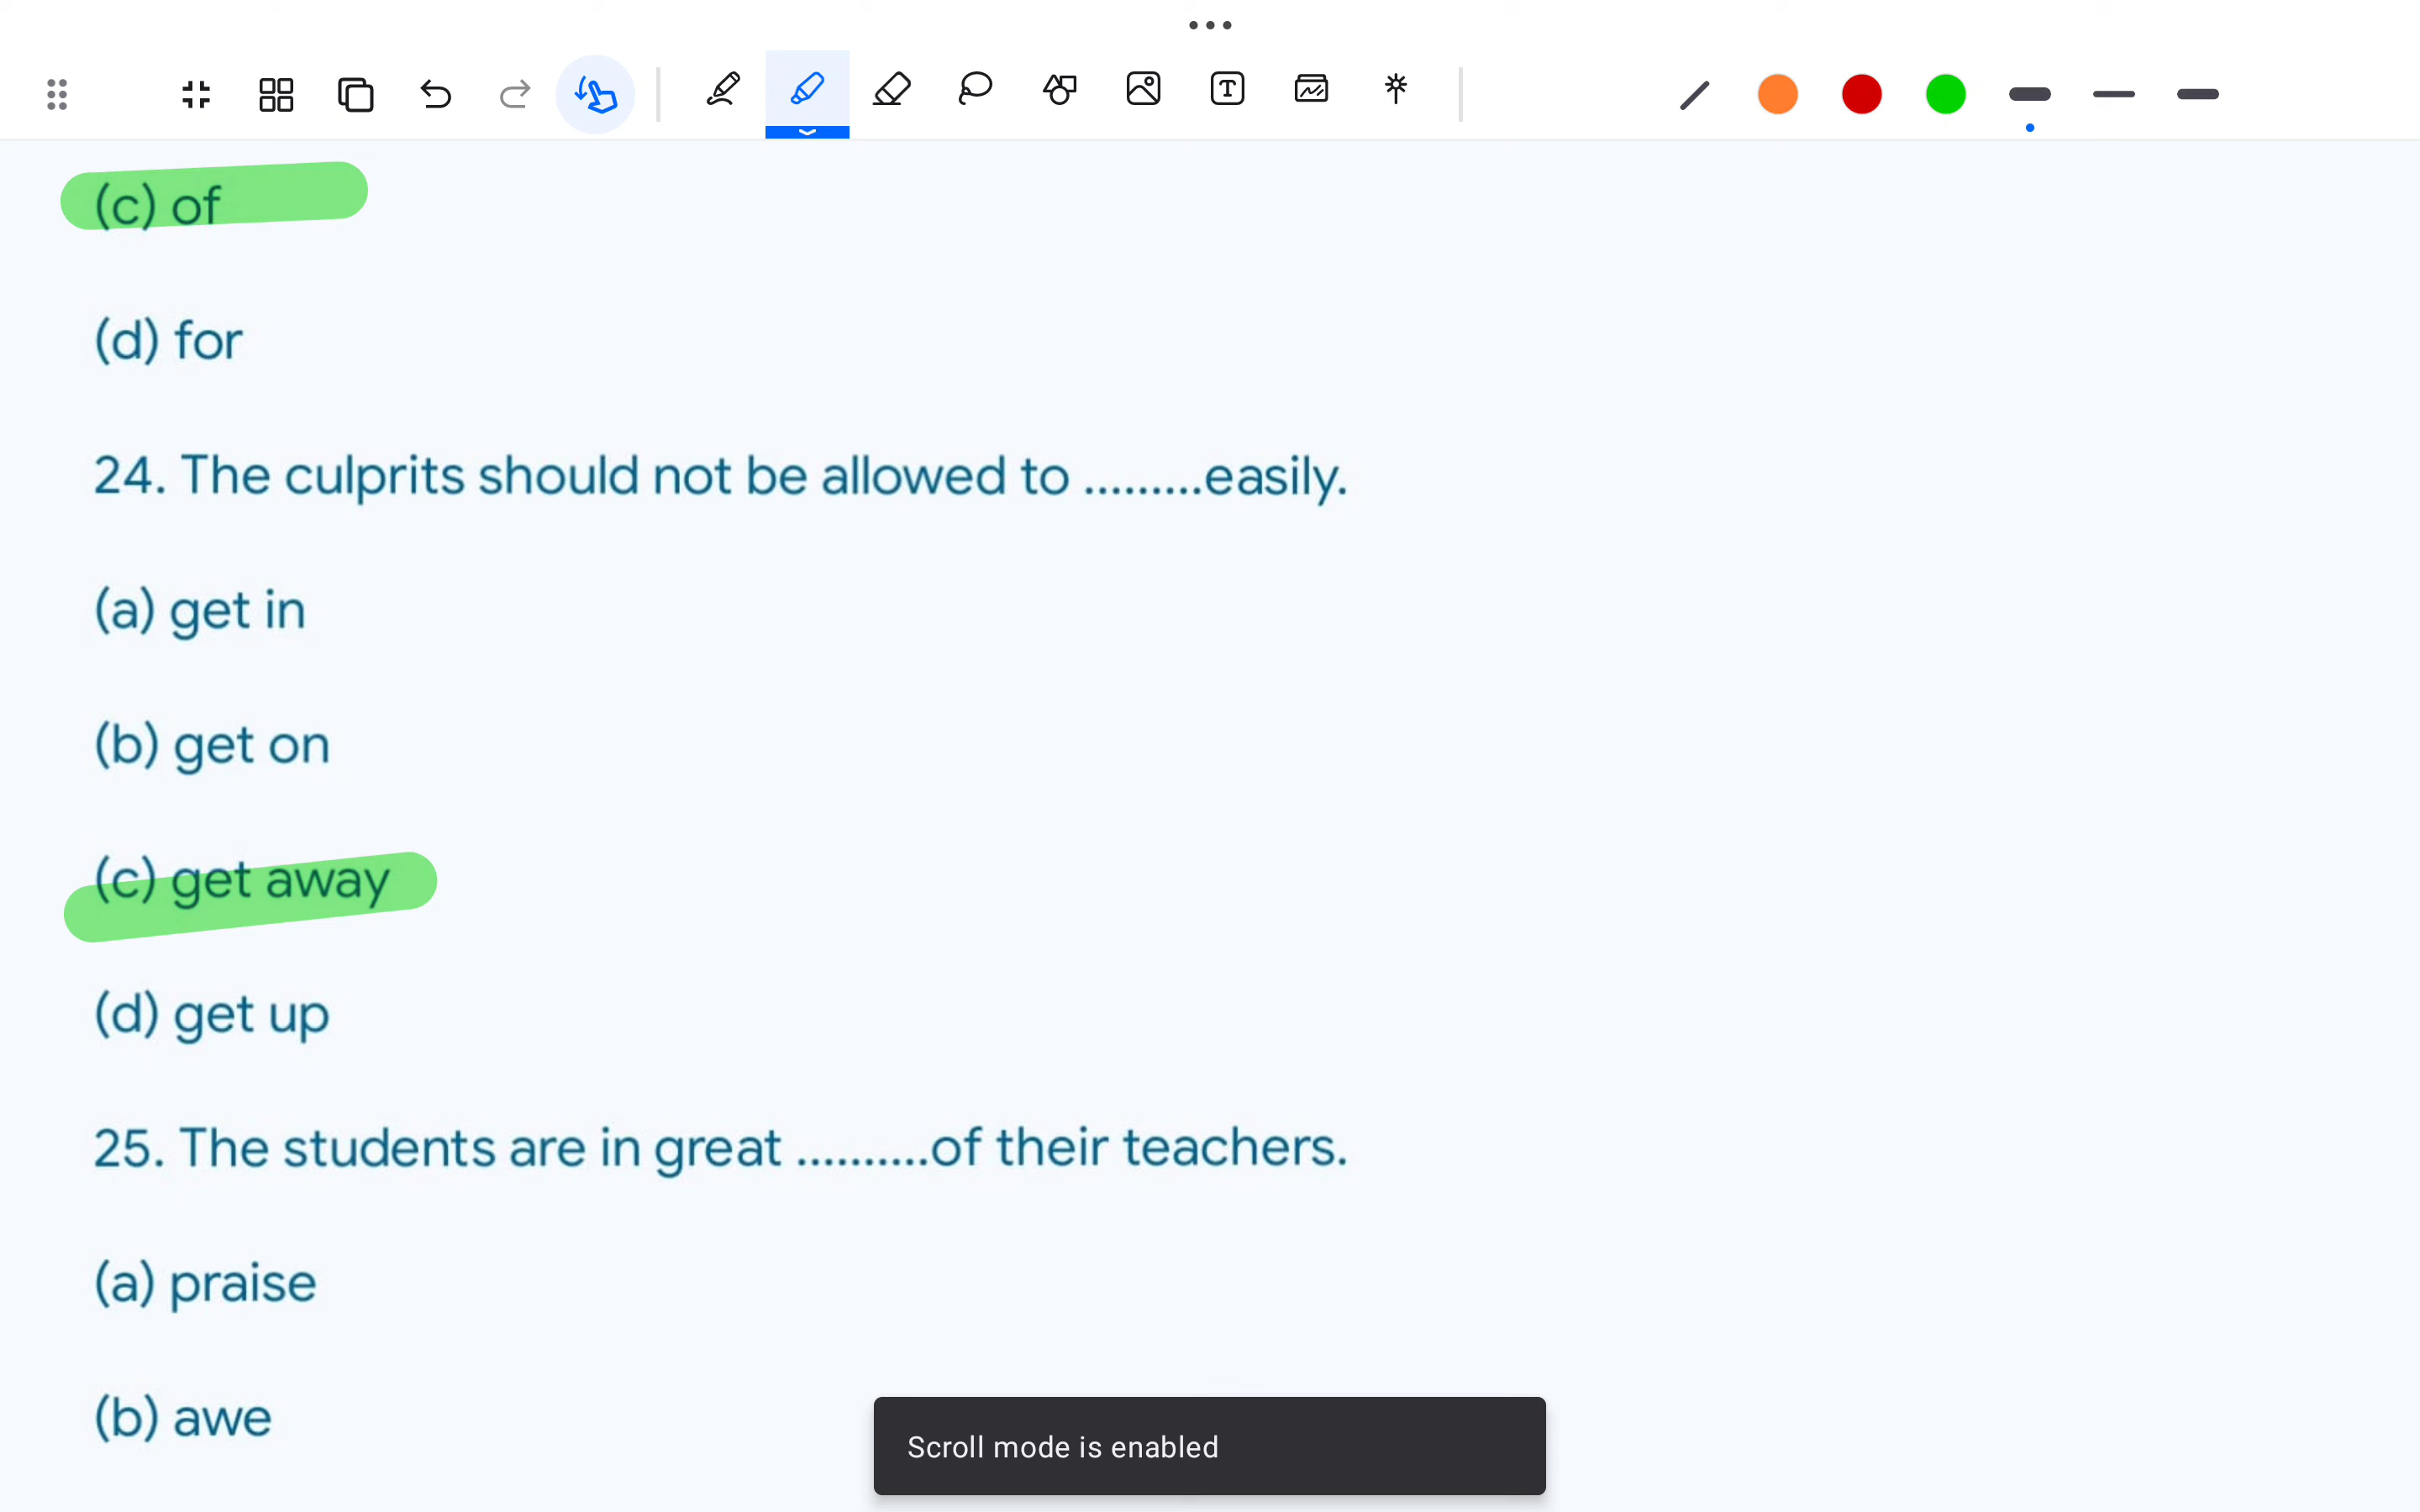 (c) of
(d) for
24. The culprits should not be allowed to .........easily.
(a) get in
(b) get on
(c) get away
(d) get up
25. The students are in great ..........of their teachers.
(a) praise
(b) awe
Scroll mode is enabled